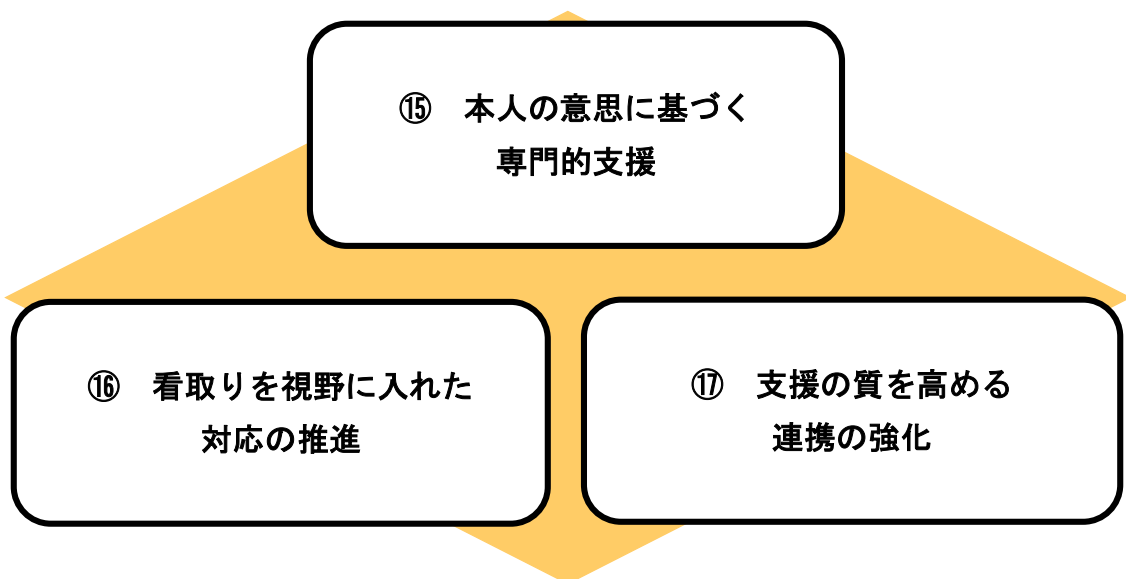 ⑮　本人の意思に基づく
専門的支援
⑯　看取りを視野に入れた
対応の推進
⑰　支援の質を高める
連携の強化